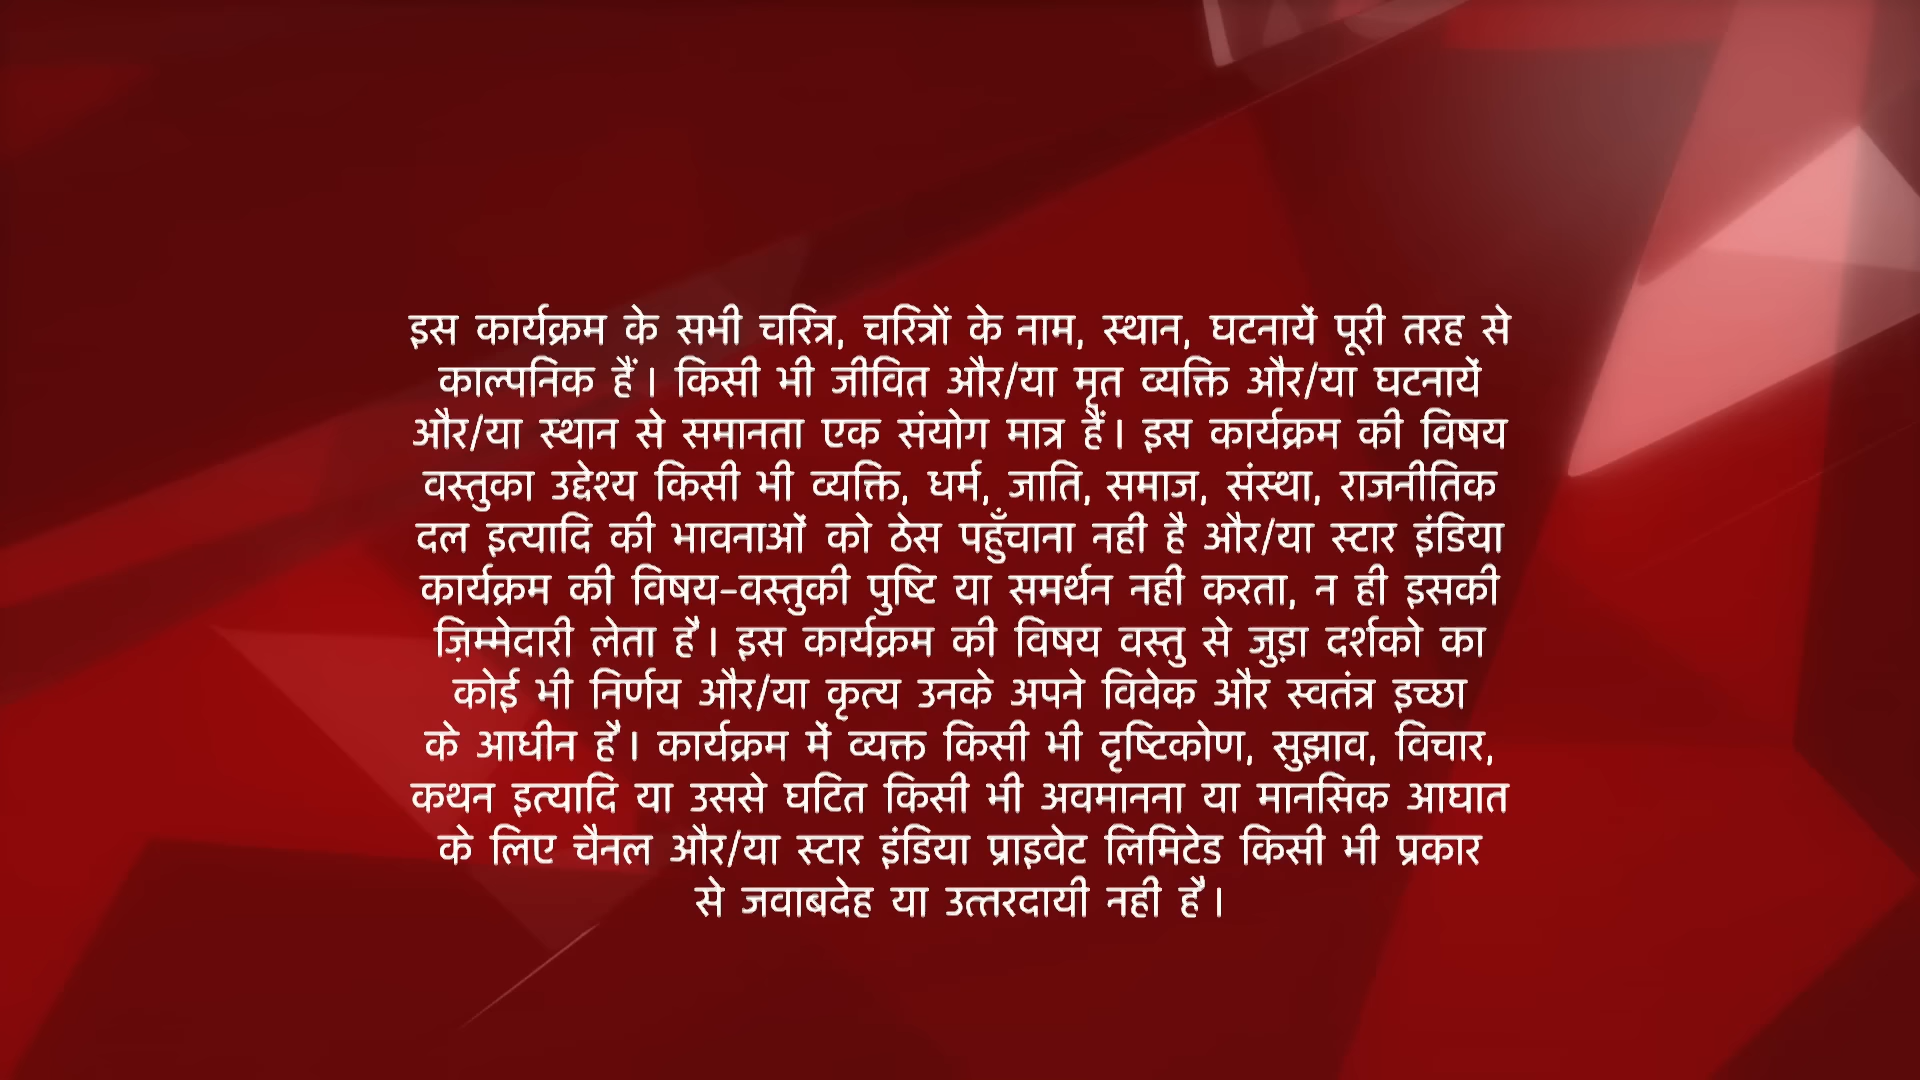 इस कार्यक्रम के सभी चरित्र, चरित्रों के नाम, स्थान, घटनायें पूरी तरह से
काल्पनिक हैं। किसी भी जीवित और/या मृत व्यक्ति और/या घटनायें
और/या स्थान से समानता एक संयोग मात्र हैं। इस कार्यक्रम की विषय
वस्तुका उद्देश्य किसी भी व्यक्ति, धर्म, जाति, समाज, संस्था, राजनीतिक
दल इत्यादि की भावनाओं को ठेस पहुँचाना नही है और/या स्टार इंडिया
कार्यक्रम की विषय-वस्तुकी पुष्टि या समर्थन नहीं करता, न ही इसकी
ज़िम्मेदारी लेता है। इस कार्यक्रम की विषय वस्तु से जुड़ा दर्शको का
कोई भी निर्णय और/या कृत्य उनके अपने विवेक और स्वतंत्र इच्छा
के आधीन है। कार्यक्रम में व्यक्त किसी भी दृष्टिकोण, सुझाव, विचार,
कथन इत्यादि या उससे घटित किसी भी अवमानना या मानसिक आघात
के लिए चैनल और/या स्टार इंडिया प्राइवेट लिमिटेड किसी भी प्रकार
से जवाबदेह या उत्तरदायी नही है।